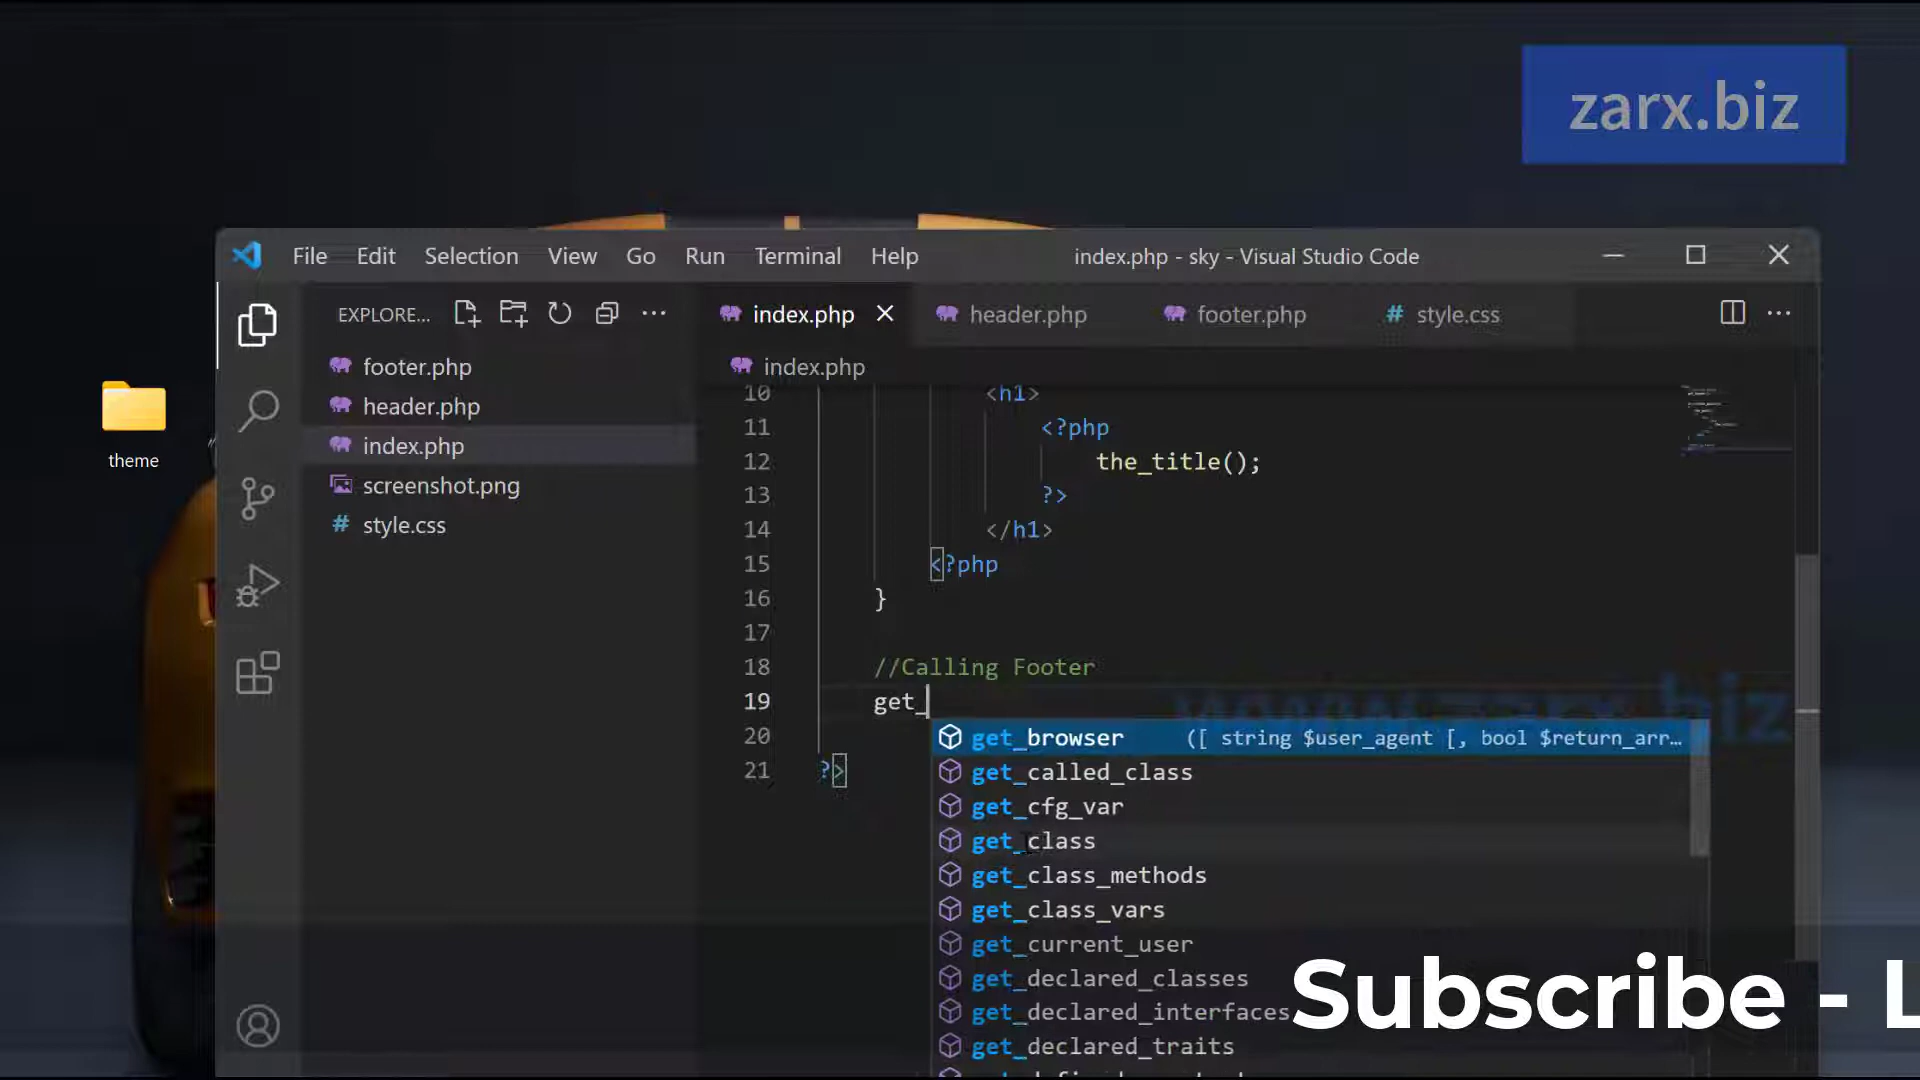 zarx.biz
File Edit Selection View Go Run Terminal Help index.php - sky - Visual Studio Code
EXPLORE... index.php header.php footer.php # style.css
footer.php
header.php
index.php
screenshot.png
# style.css
theme
index.php
10 <h1>
11 <?php
12 the_title();
13 ?>
14 </h1>
15 <?php
16 }
17
18 //Calling Footer
19 get_
20
21 ?>
www.zarx.biz
get_browser ([ string $user_agent [, bool $return_arr…
get_called_class
get_cfg_var
get_class
get_class_methods
get_class_vars
get_current_user
get_declared_classes
get_declared_interfaces
get_declared_traits
Subscribe - L